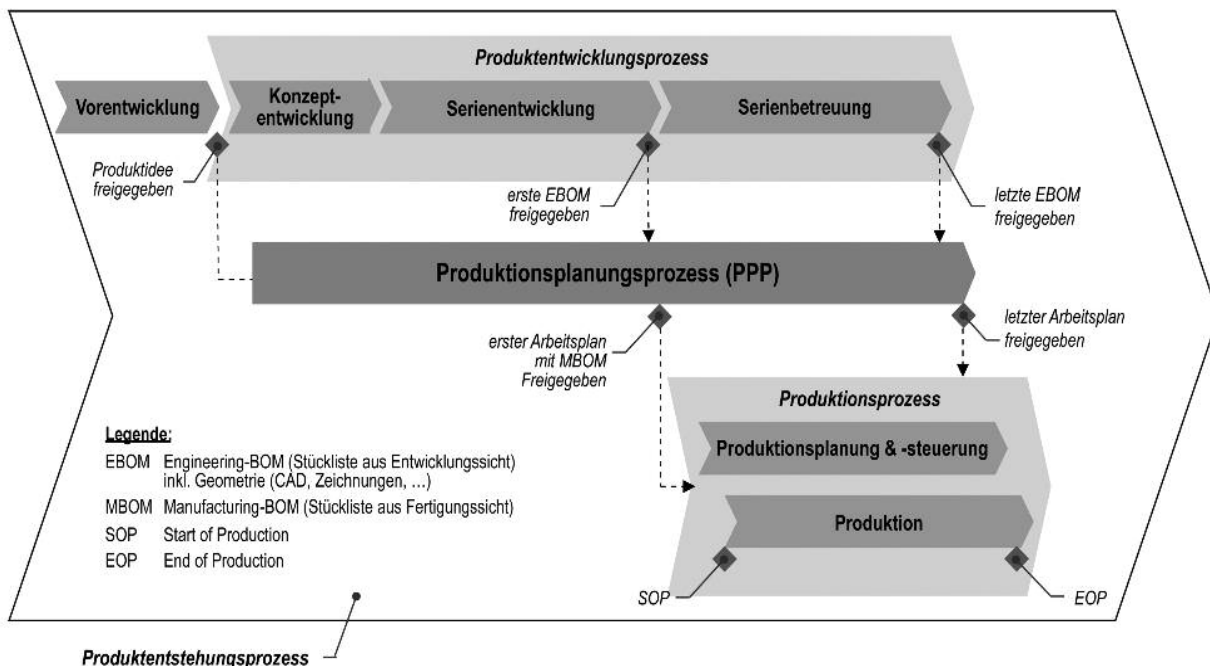 Produktentwicklungsprozess
Vorentwicklung
Konzept-
entwicklung
Serienentwicklung
Serienbetreuung
Produktidee
freigegeben
erste EBOM
freigegeben
letzte EBOM
freigegeben
Produktionsplanungsprozess (PPP)
erster Arbeitsplan
mit MBOM
Freigegeben
letzter Arbeitsplan
freigegeben
Produktionsprozess
Produktionsplanung & -steuerung
Produktion
SOP
EOP
Legende:
EBOM Engineering-BOM (Stückliste aus Entwicklungssicht)
inkl. Geometrie (CAD, Zeichnungen, ...)
MBOM Manufacturing-BOM (Stückliste aus Fertigungssicht)
SOP Start of Production
EOP End of Production
Produktentstehungsprozess